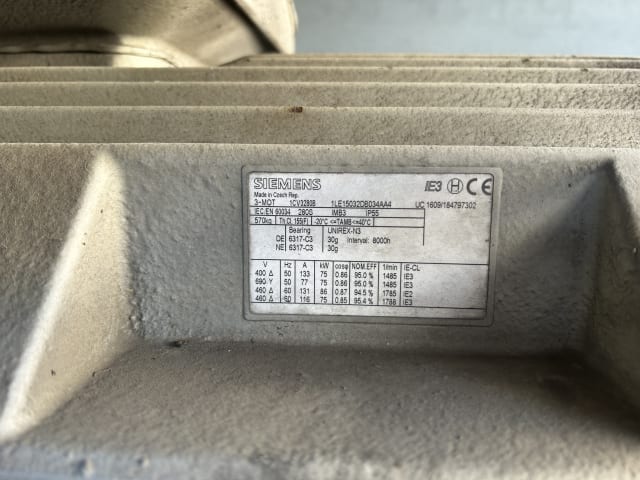 SIEMENS IE3 H CE
Made in Czech Rep.
3~MOT 1CV3280B 1LE15032DB034AA4 UC 1609/184797302
IEC/EN 60034 280S IMB3 IP55
570kg TH.CL.155(F) -20°C <=TAMB<=40°C
Bearing UNIREX-N3
DE 6317-C3 30g Interval: 8000h
NE 6317-C3 30g
V Hz A kW cosφ NOM.EFF 1/min IE-CL
400 Δ 50 133 75 0.86 95.0 % 1485 IE3
690 Y 50 77 75 0.86 95.0 % 1485 IE3
460 Δ 60 131 86 0.87 94.5 % 1785 IE2
460 Δ 60 116 75 0.85 95.4 % 1788 IE3